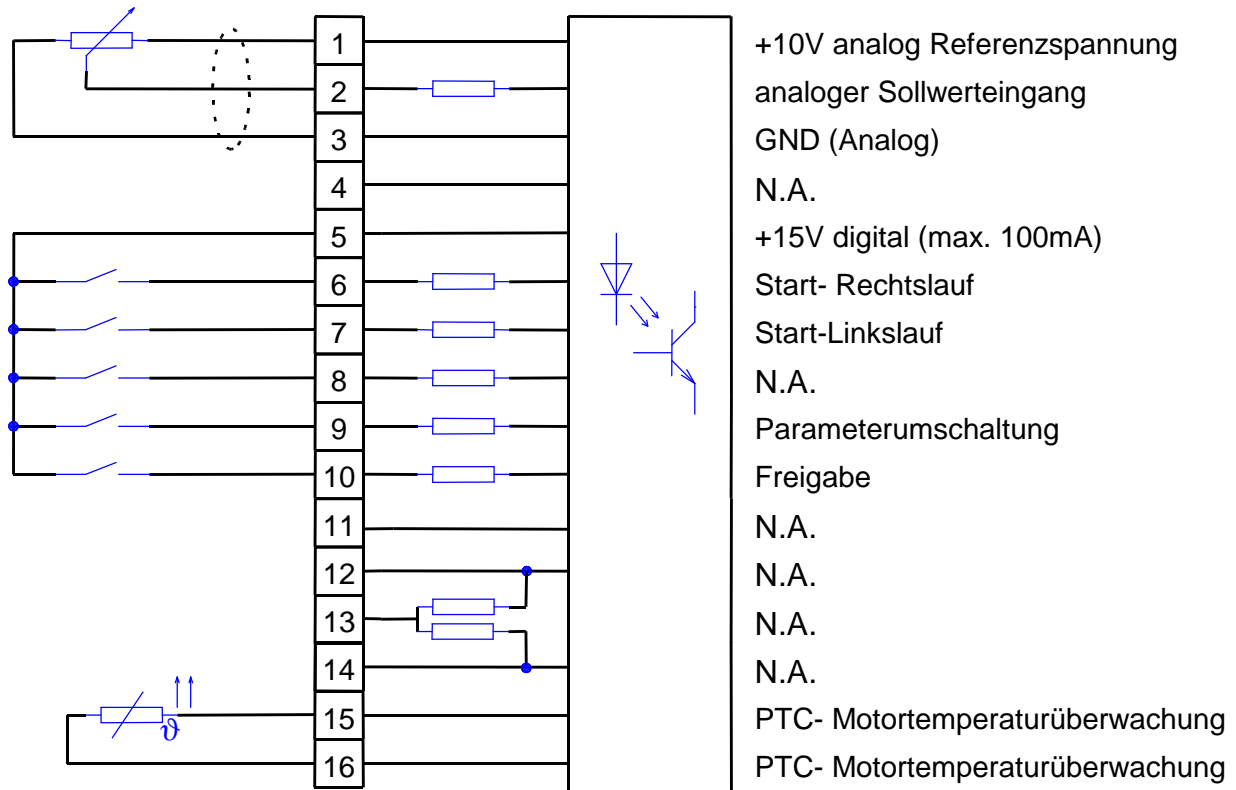 1 +10V analog Referenzspannung
2 analoger Sollwerteingang
3 GND (Analog)
4 N.A.
5 +15V digital (max. 100mA)
6 Start- Rechtslauf
7 Start-Linkslauf
8 N.A.
9 Parameterumschaltung
10 Freigabe
11 N.A.
12 N.A.
13 N.A.
14 N.A.
ϑ 15 PTC- Motortemperaturüberwachung
16 PTC- Motortemperaturüberwachung